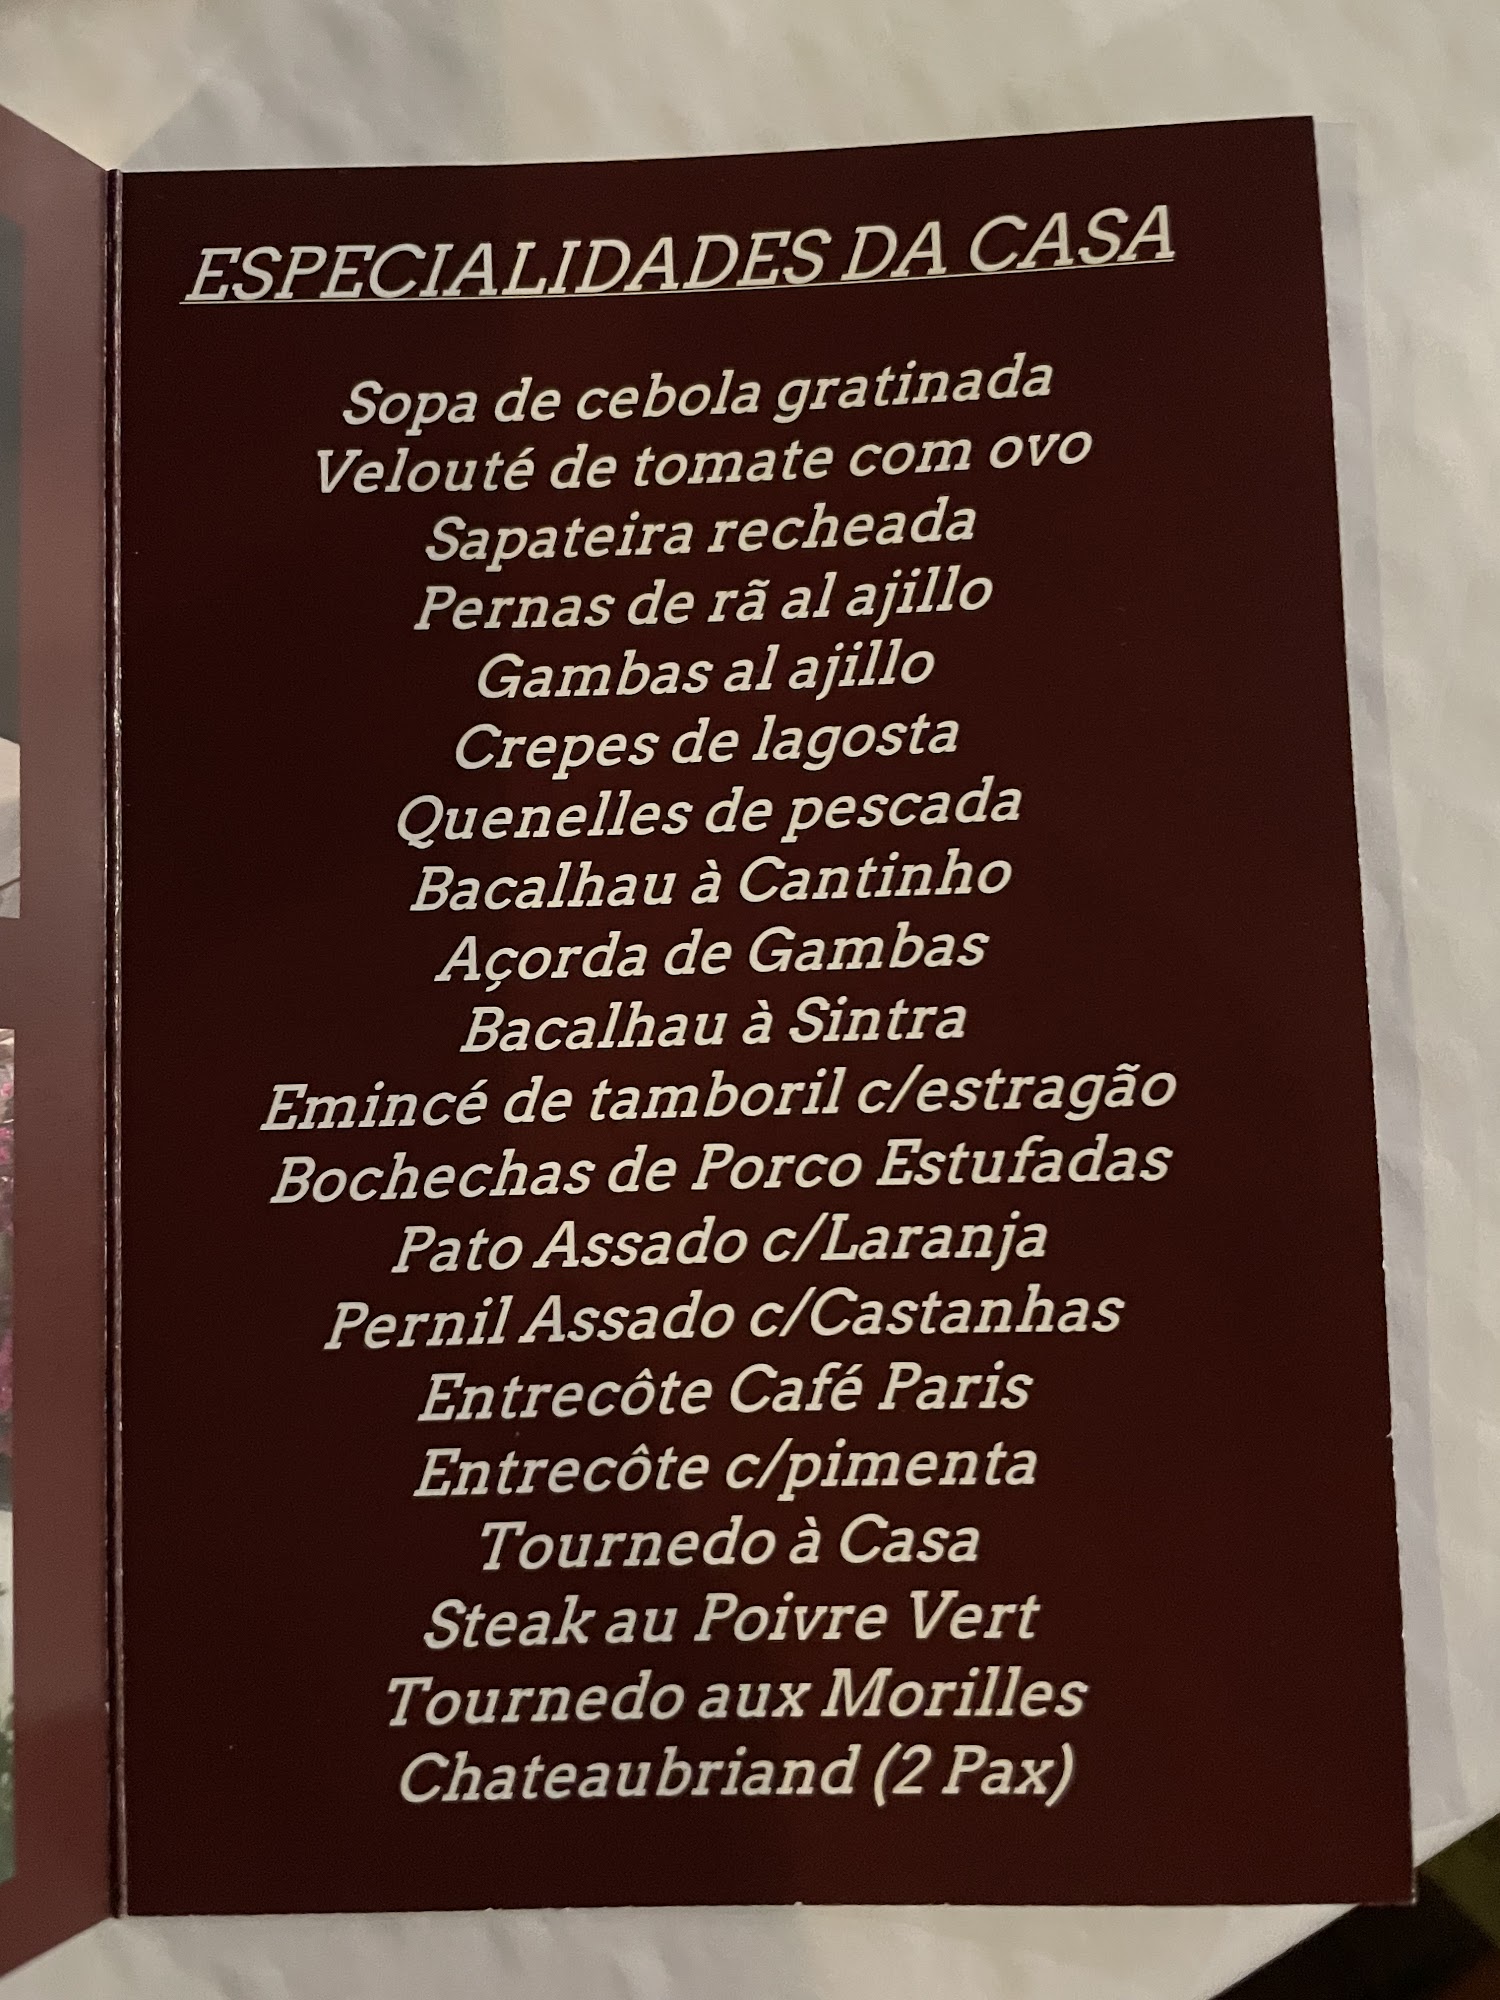 ESPECIALIDADES DA CASA
Sopa de cebola gratinada
Velouté de tomate com ovo
Sapateira recheada
Pernas de rã al ajillo
Gambas al ajillo
Crepes de lagosta
Quenelles de pescada
Bacalhau à Cantinho
Açorda de Gambas
Bacalhau à Sintra
Emincé de tamboril c/estragão
Bochechas de Porco Estufadas
Pato Assado c/Laranja
Pernil Assado c/Castanhas
Entrecôte Café Paris
Entrecôte c/pimenta
Tournedo à Casa
Steak au Poivre Vert
Tournedo aux Morilles
Chateaubriand (2 Pax)